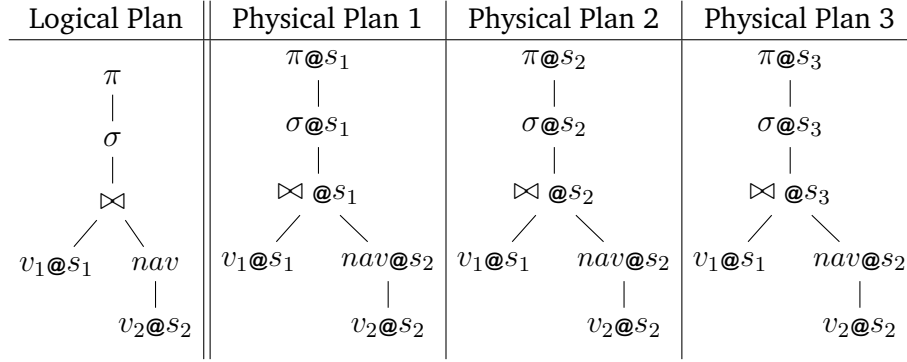 Logical Plan Physical Plan 1 Physical Plan 2 Physical Plan 3
π π@s₁ π@s₂ π@s₃
σ σ@s₁ σ@s₂ σ@s₃
⋈ ⋈ @s₁ ⋈ @s₂ ⋈ @s₃
v₁@s₁ nav v₁@s₁ nav@s₂ v₁@s₁ nav@s₂ v₁@s₁ nav@s₂
v₂@s₂ v₂@s₂ v₂@s₂ v₂@s₂